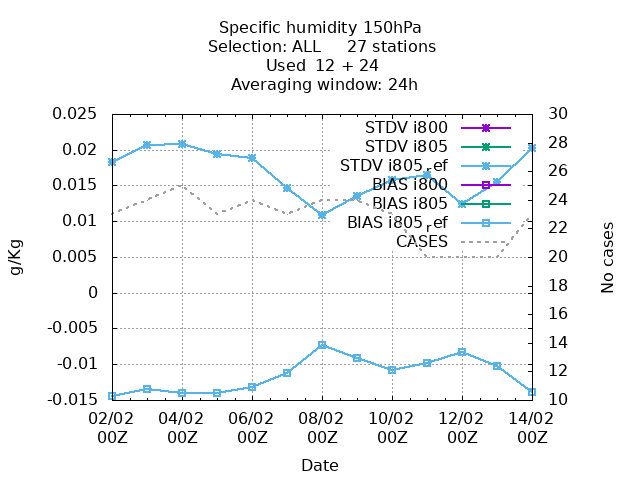 Specific humidity 150hPa
Selection: ALL     27 stations
Used  12 + 24
Averaging window: 24h
0.025
0.02
0.015
0.01
0.005
0
-0.005
-0.01
-0.015
g/Kg
STDV i800
STDV i805
STDV i805ref
BIAS i800
BIAS i805
BIAS i805ref
CASES
30
28
26
24
22
20
18
16
14
12
10
No cases
02/02 04/02 06/02 08/02 10/02 12/02 14/02
00Z 00Z 00Z 00Z 00Z 00Z 00Z
Date